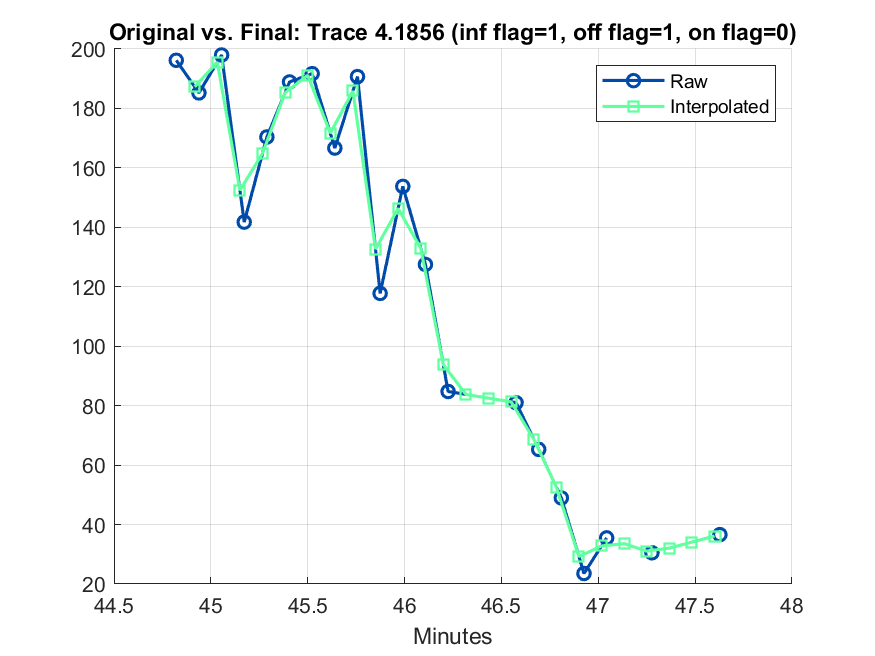 Original vs. Final: Trace 4.1856 (inf flag=1, off flag=1, on flag=0)
200
180
160
140
120
100
80
60
40
20
Raw
Interpolated
44.5 45 45.5 46 46.5 47 47.5 48
Minutes